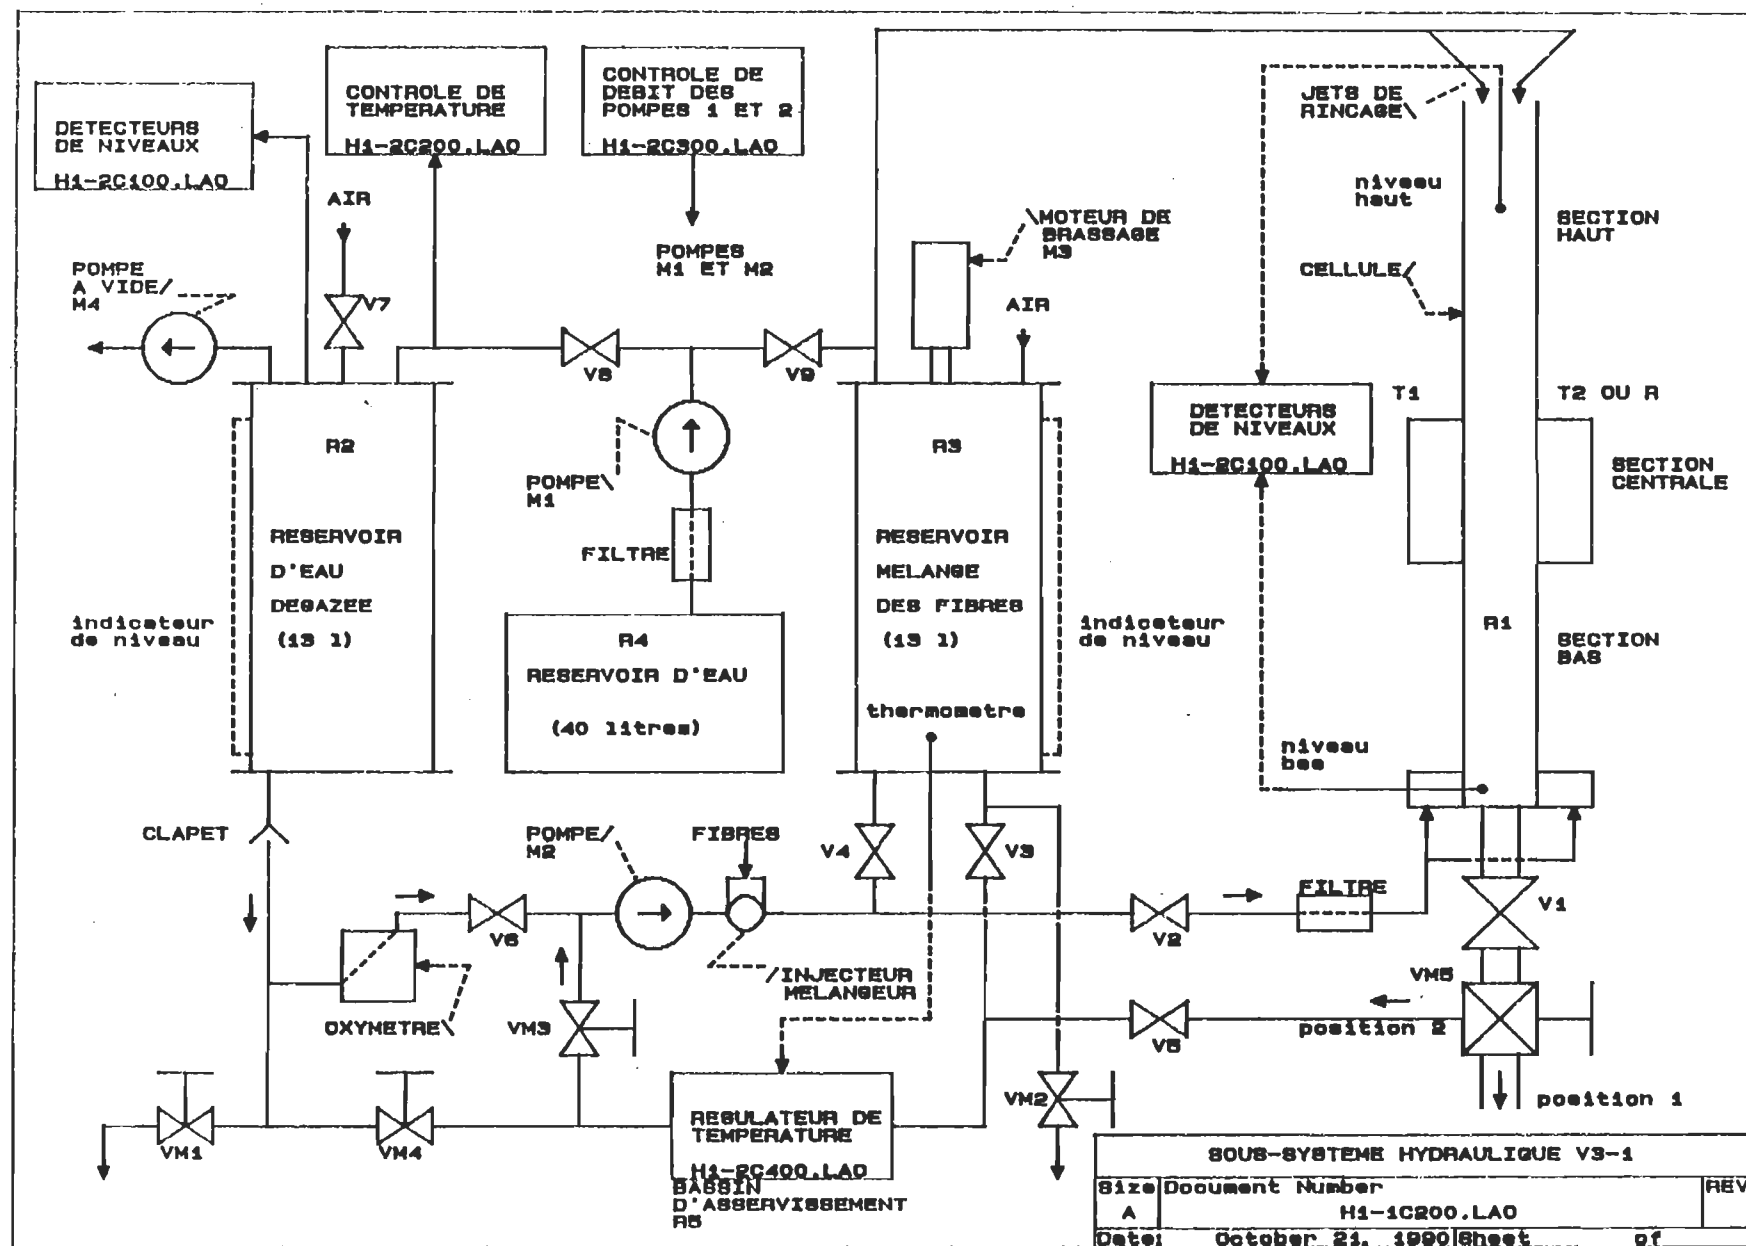 CONTROLE DE
TEMPERATURE
H1-2C200.LAO
CONTROLE DE
DEBIT DES
POMPES 1 ET 2
H1-2C300.LAO
DETECTEURS
DE NIVEAUX
H1-2C100.LAO
JETS DE
RINCAGE
niveau
haut
SECTION
HAUT
AIR
MOTEUR DE
BRASSAGE
M3
POMPES
M1 ET M2
POMPE
A VIDE
M4
V7
CELLULE
AIR
V8
V9
T1
T2 OU R
DETECTEURS
DE NIVEAUX
H1-2C100.LAO
R2
R3
POMPE
M1
SECTION
CENTRALE
RESERVOIR
D'EAU
DEGAZEE
(13 l)
FILTRE
RESERVOIR
MELANGE
DES FIBRES
(13 l)
indicateur
de niveau
indicateur
de niveau
R1
R4
RESERVOIR D'EAU
(40 litres)
SECTION
BAS
thermometre
niveau
bas
CLAPET
POMPE
M2
FIBRES
V4
V3
FILTRE
V1
V6
V2
INJECTEUR
MELANGEUR
VM5
OXYMETRE
VM3
V5
position 2
VM2
position 1
REGULATEUR DE
TEMPERATURE
H1-2C400.LAO
BASSIN
D'ASSERVISSEMENT
R5
VM1
VM4
SOUS-SYSTEME HYDRAULIQUE V3-1
Size Document Number REV
A H1-1C200.LAO
Date: October 21, 1990 Sheet of